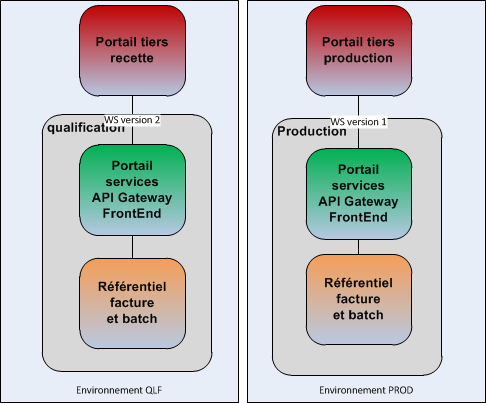 Portail tiers
recette
WS version 2
qualification
Portail
services
API Gateway
FrontEnd
Référentiel
facture
et batch
Environnement QLF
Portail tiers
production
WS version 1
Production
Portail
services
API Gateway
FrontEnd
Référentiel
facture
et batch
Environnement PROD